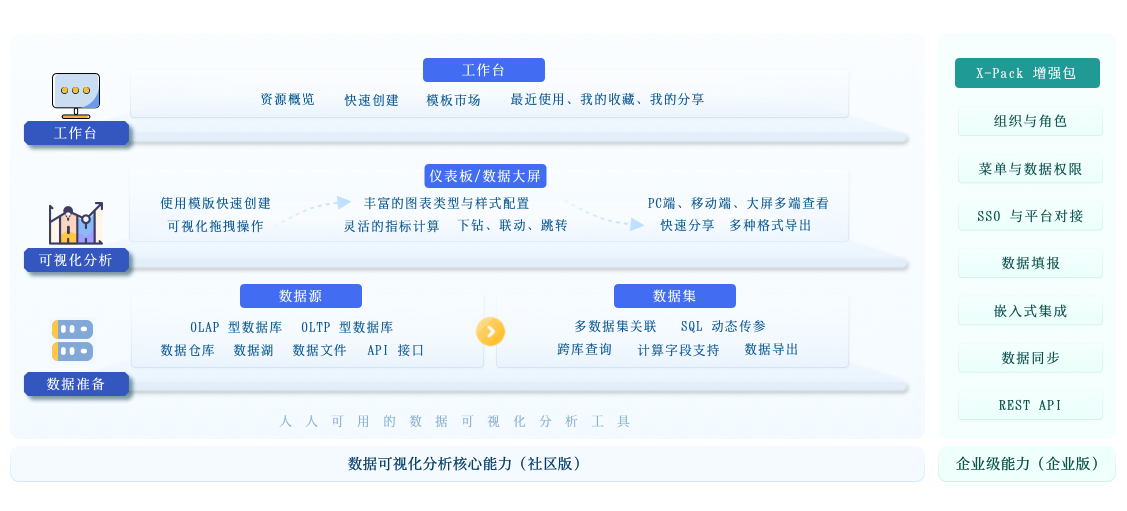 工作台
资源概览 快速创建 模板市场 最近使用、我的收藏、我的分享
工作台
仪表板/数据大屏
使用模版快速创建 丰富的图表类型与样式配置 PC端、移动端、大屏多端查看
可视化拖拽操作 灵活的指标计算 下钻、联动、跳转 快速分享 多种格式导出
可视化分析
数据源 数据集
OLAP 型数据库 OLTP 型数据库 多数据集关联 SQL 动态传参
数据仓库 数据湖 数据文件 API 接口 跨库查询 计算字段支持 数据导出
数据准备
人人可用的数据可视化分析工具
数据可视化分析核心能力（社区版）
X-Pack 增强包
组织与角色
菜单与数据权限
SSO 与平台对接
数据填报
嵌入式集成
数据同步
REST API
企业级能力（企业版）